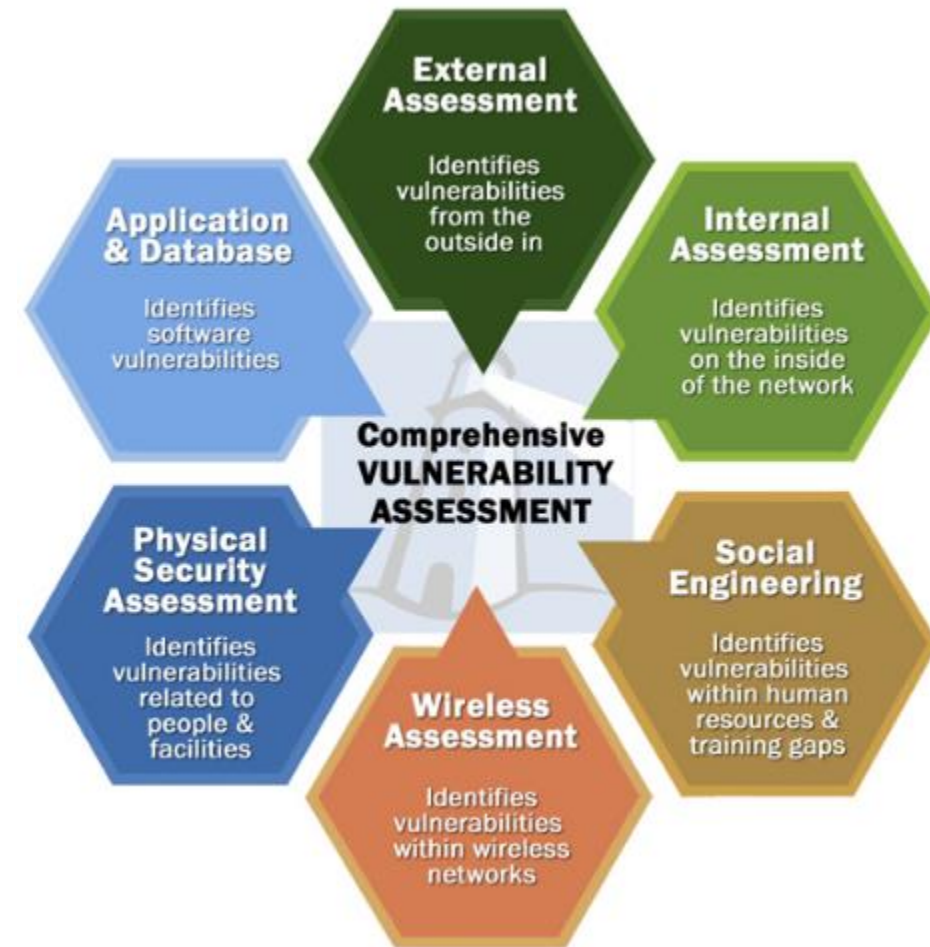 External
Assessment
Identifies
vulnerabilities
from the
outside in
Internal
Assessment
Identifies
vulnerabilities
on the inside
of the network
Social
Engineering
Identifies
vulnerabilities
within human
resources &
training gaps
Wireless
Assessment
Identifies
vulnerabilities
within wireless
networks
Physical
Security
Assessment
Identifies
vulnerabilities
related to
people &
facilities
Application
& Database
Identifies
software
vulnerabilities
Comprehensive
VULNERABILITY
ASSESSMENT